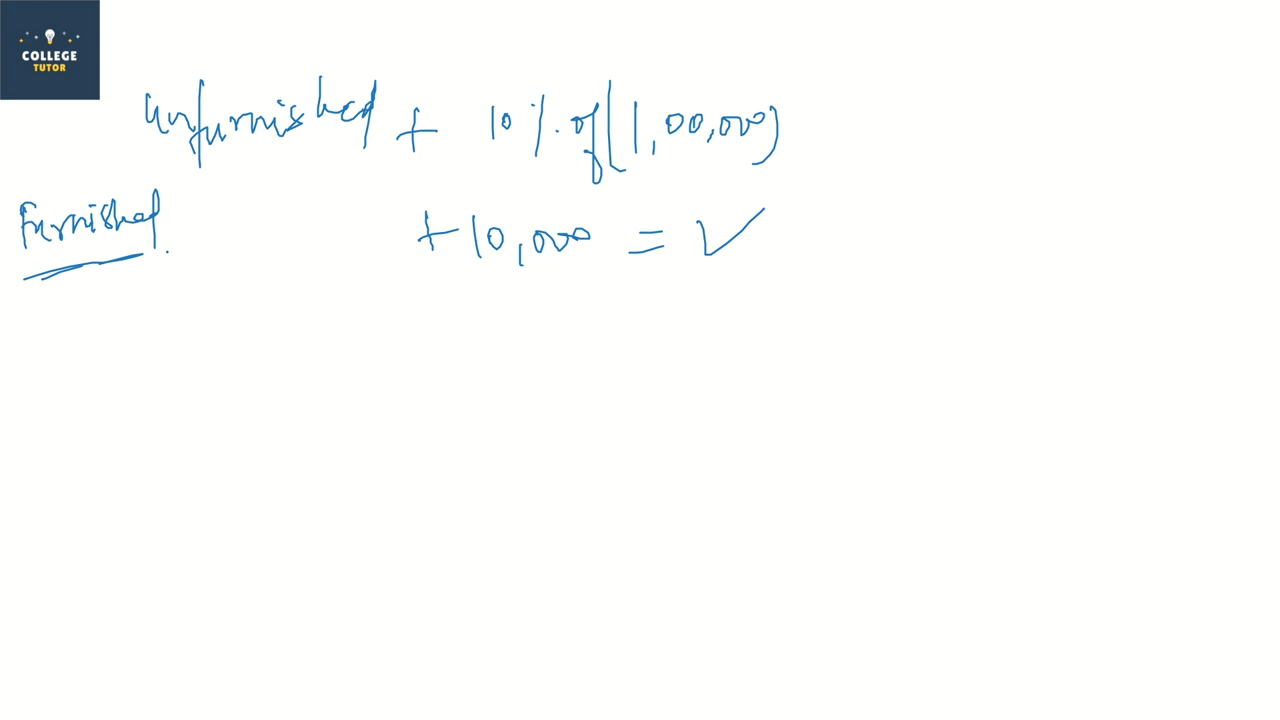 COLLEGE
TUTOR
unfurnished + 10% of (1,00,000)
Furnished.
+ 10,000 = ✓